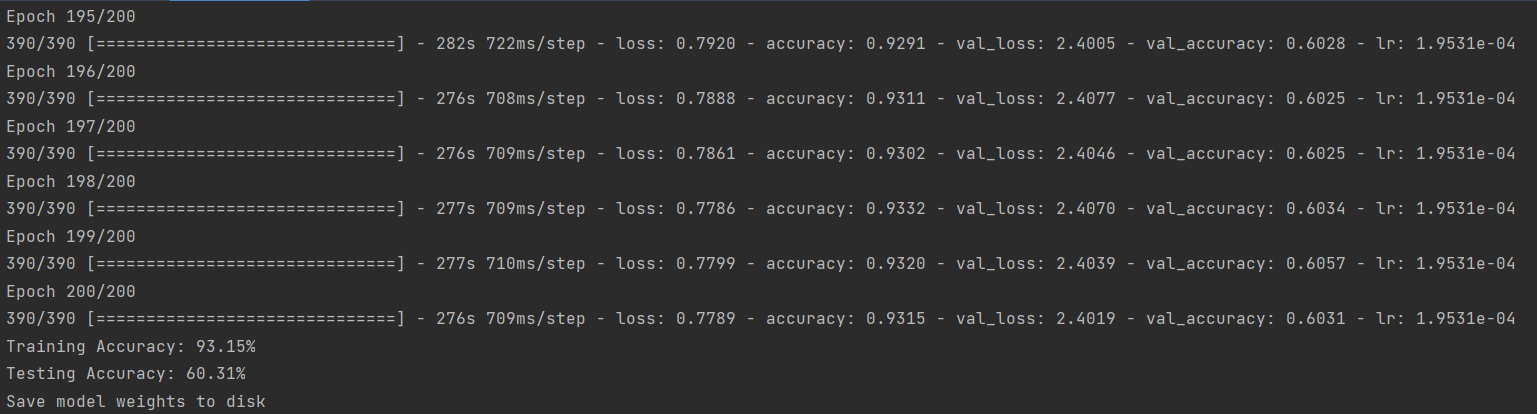 Epoch 195/200
390/390 [==============================] - 282s 722ms/step - loss: 0.7920 - accuracy: 0.9291 - val_loss: 2.4005 - val_accuracy: 0.6028 - lr: 1.9531e-04
Epoch 196/200
390/390 [==============================] - 276s 708ms/step - loss: 0.7888 - accuracy: 0.9311 - val_loss: 2.4077 - val_accuracy: 0.6025 - lr: 1.9531e-04
Epoch 197/200
390/390 [==============================] - 276s 709ms/step - loss: 0.7861 - accuracy: 0.9302 - val_loss: 2.4046 - val_accuracy: 0.6025 - lr: 1.9531e-04
Epoch 198/200
390/390 [==============================] - 277s 709ms/step - loss: 0.7786 - accuracy: 0.9332 - val_loss: 2.4070 - val_accuracy: 0.6034 - lr: 1.9531e-04
Epoch 199/200
390/390 [==============================] - 277s 710ms/step - loss: 0.7799 - accuracy: 0.9320 - val_loss: 2.4039 - val_accuracy: 0.6057 - lr: 1.9531e-04
Epoch 200/200
390/390 [==============================] - 276s 709ms/step - loss: 0.7789 - accuracy: 0.9315 - val_loss: 2.4019 - val_accuracy: 0.6031 - lr: 1.9531e-04
Training Accuracy: 93.15%
Testing Accuracy: 60.31%
Save model weights to disk